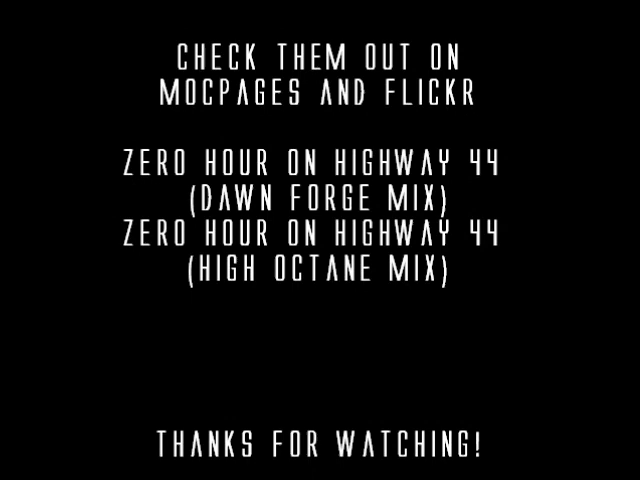 CHECK THEM OUT ON
MOCPAGES AND FLICKR
ZERO HOUR ON HIGHWAY 44
(DAWN FORGE MIX)
ZERO HOUR ON HIGHWAY 44
(HIGH OCTANE MIX)
THANKS FOR WATCHING!